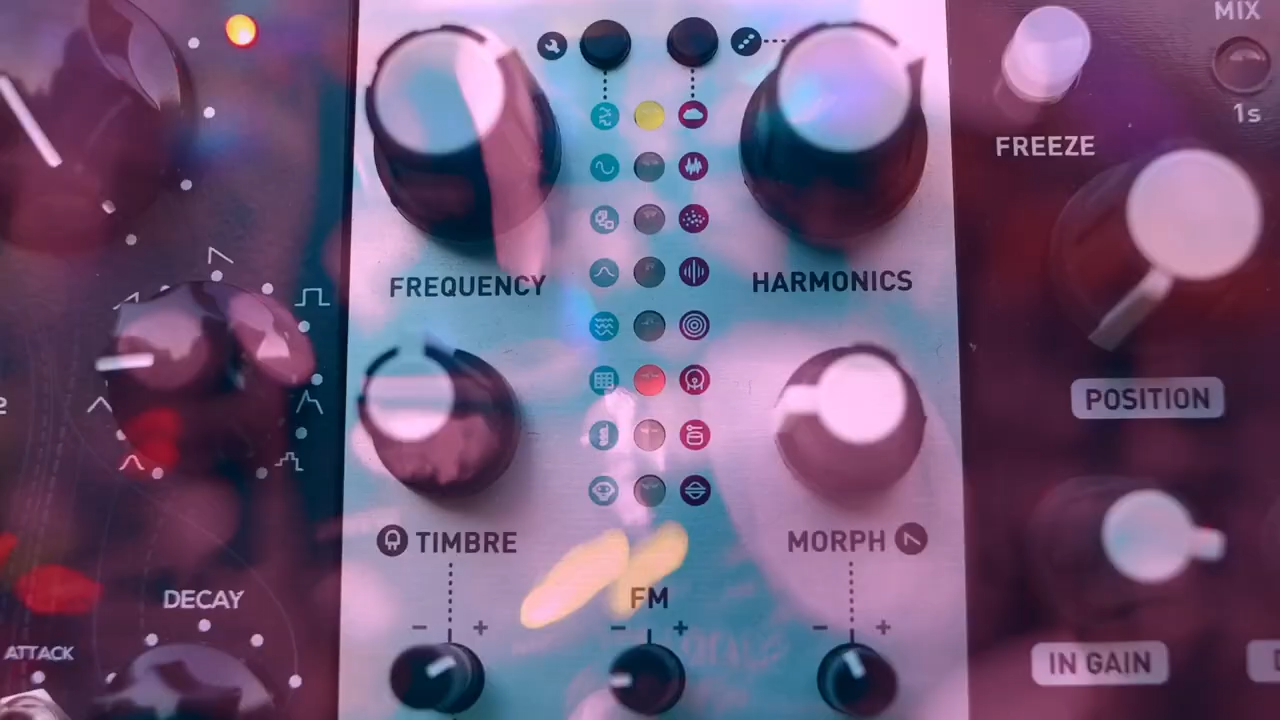 MIX
1s
FREEZE
FREQUENCY
HARMONICS
POSITION
TIMBRE
MORPH
FM
- +
- +
- +
DECAY
ATTACK
IN GAIN